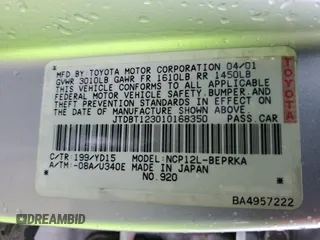 MFD. BY TOYOTA MOTOR CORPORATION 04/01
GVWR 3010LB GAWR FR 1610LB RR 1450LB
THIS VEHICLE CONFORMS TO ALL APPLICABLE
FEDERAL MOTOR VEHICLE SAFETY, BUMPER, AND
THEFT PREVENTION STANDARDS IN EFFECT ON
THE DATE OF MANUFACTURE SHOWN ABOVE.
JTDBT123010168350 PASS. CAR
TOYOTA
C/TR: 199/YD15 MODEL: NCP12L-BEPRKA
A/TM: -08A/U340E MADE IN JAPAN
NO. 920
BA4957222
DREAMBID